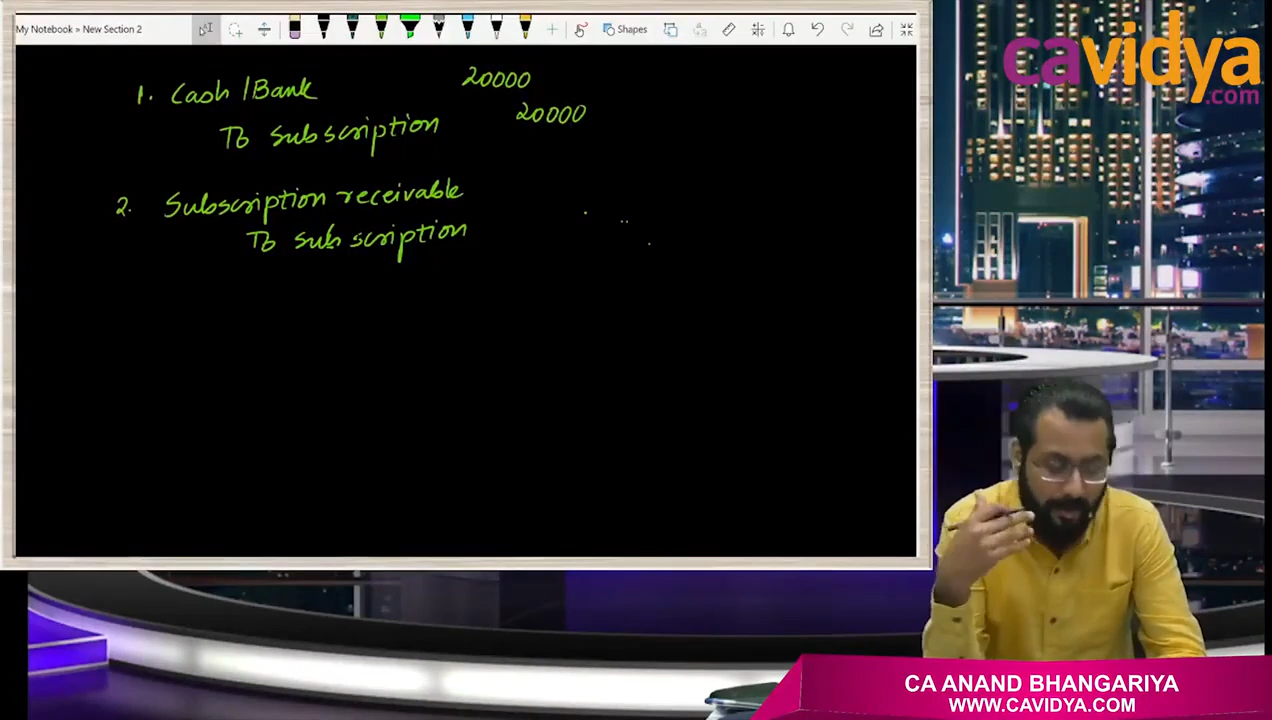 My Notebook » New Section 2
Shapes
cavidya
.com
1. Cash / Bank 20000
To subscription 20000
2. Subscription receivable
To subscription
CA ANAND BHANGARIYA
WWW.CAVIDYA.COM